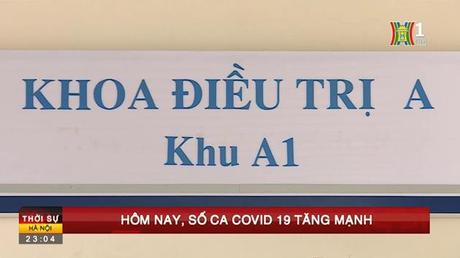 1
KHOA ĐIỀU TRỊ A
Khu A1
THỜI SỰ
HÀ NỘI
23:04
HÔM NAY, SỐ CA COVID 19 TĂNG MẠNH